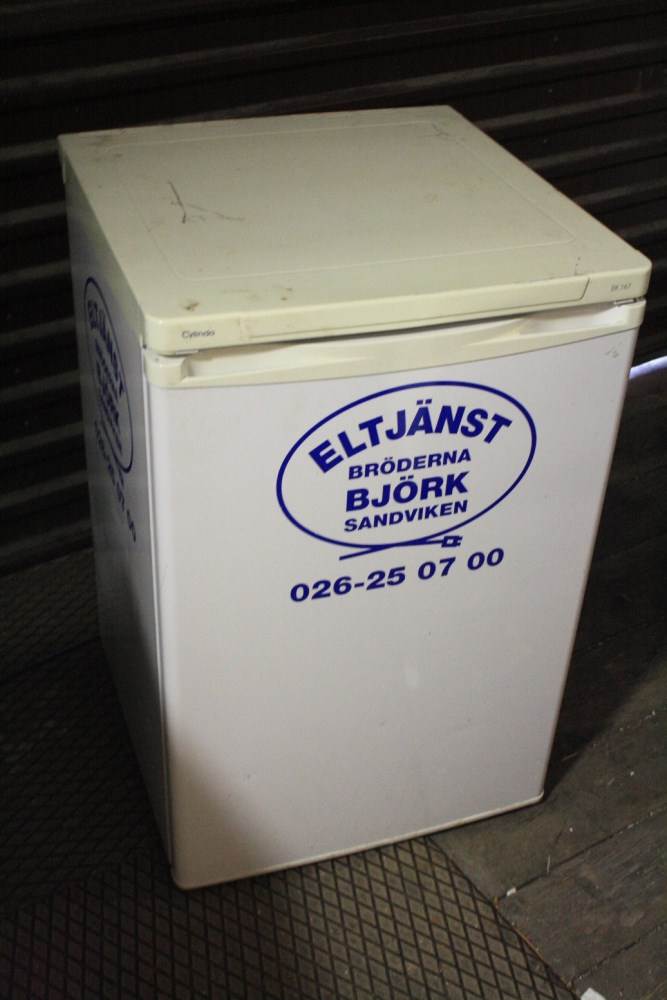 Cylinda
ELTJÄNST
BRÖDERNA
BJÖRK
SANDVIKEN
026-25 07 00